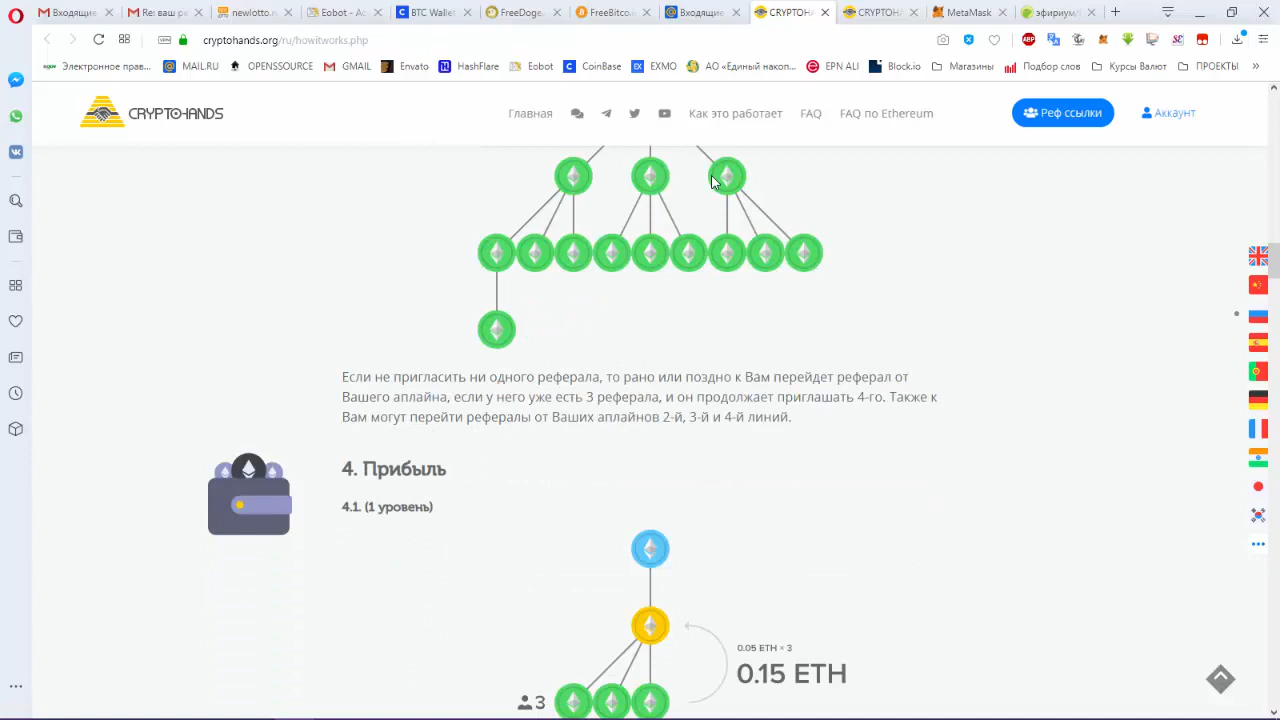 Входящие
Re: ваш р
newlotto.r
Eobot - Ac
BTC Wallet
FreeDoge.
FreeBitco
Входящие
CRYPTOH
CRYPTOH
MetaMask
эфириум/
cryptohands.org/ru/howitworks.php
Электронное прав...
MAIL.RU
OPENSSOURCE
GMAIL
Envato
HashFlare
Eobot
CoinBase
EXMO
АО «Единый накоп...
EPN ALI
Block.io
Магазины
Подбор слов
Курсы Валют
ПРОЕКТЫ
CRYPTOHANDS
Главная
Как это работает
FAQ
FAQ по Ethereum
Реф ссылки
Аккаунт
Если не пригласить ни одного реферала, то рано или поздно к Вам перейдет реферал от
Вашего аплайна, если у него уже есть 3 реферала, и он продолжает приглашать 4-го. Также к
Вам могут перейти рефералы от Ваших аплайнов 2-й, 3-й и 4-й линий.
4. Прибыль
4.1. (1 уровень)
0.05 ETH × 3
0.15 ETH
3